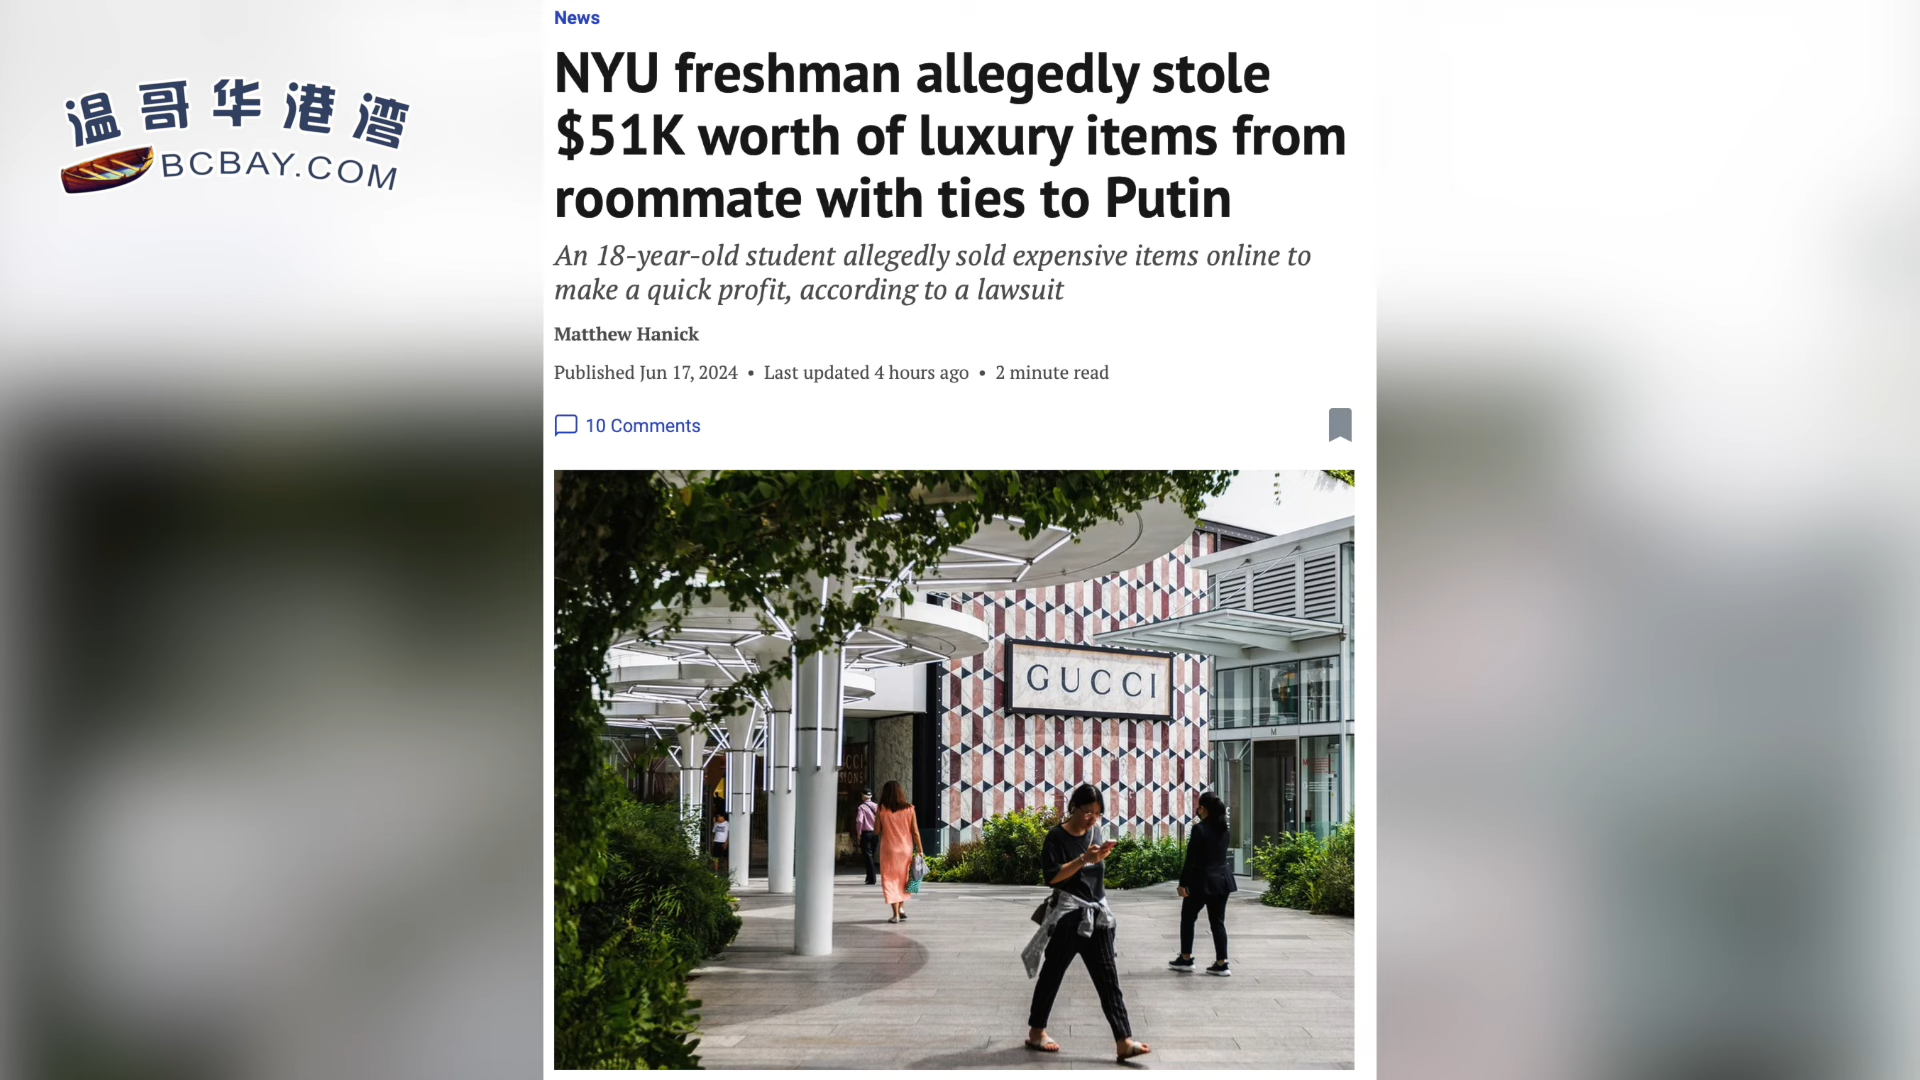 温哥华港湾
BCBAY.COM
News
NYU freshman allegedly stole
$51K worth of luxury items from
roommate with ties to Putin
An 18-year-old student allegedly sold expensive items online to
make a quick profit, according to a lawsuit
Matthew Hanick
Published Jun 17, 2024 • Last updated 4 hours ago • 2 minute read
10 Comments
GUCCI